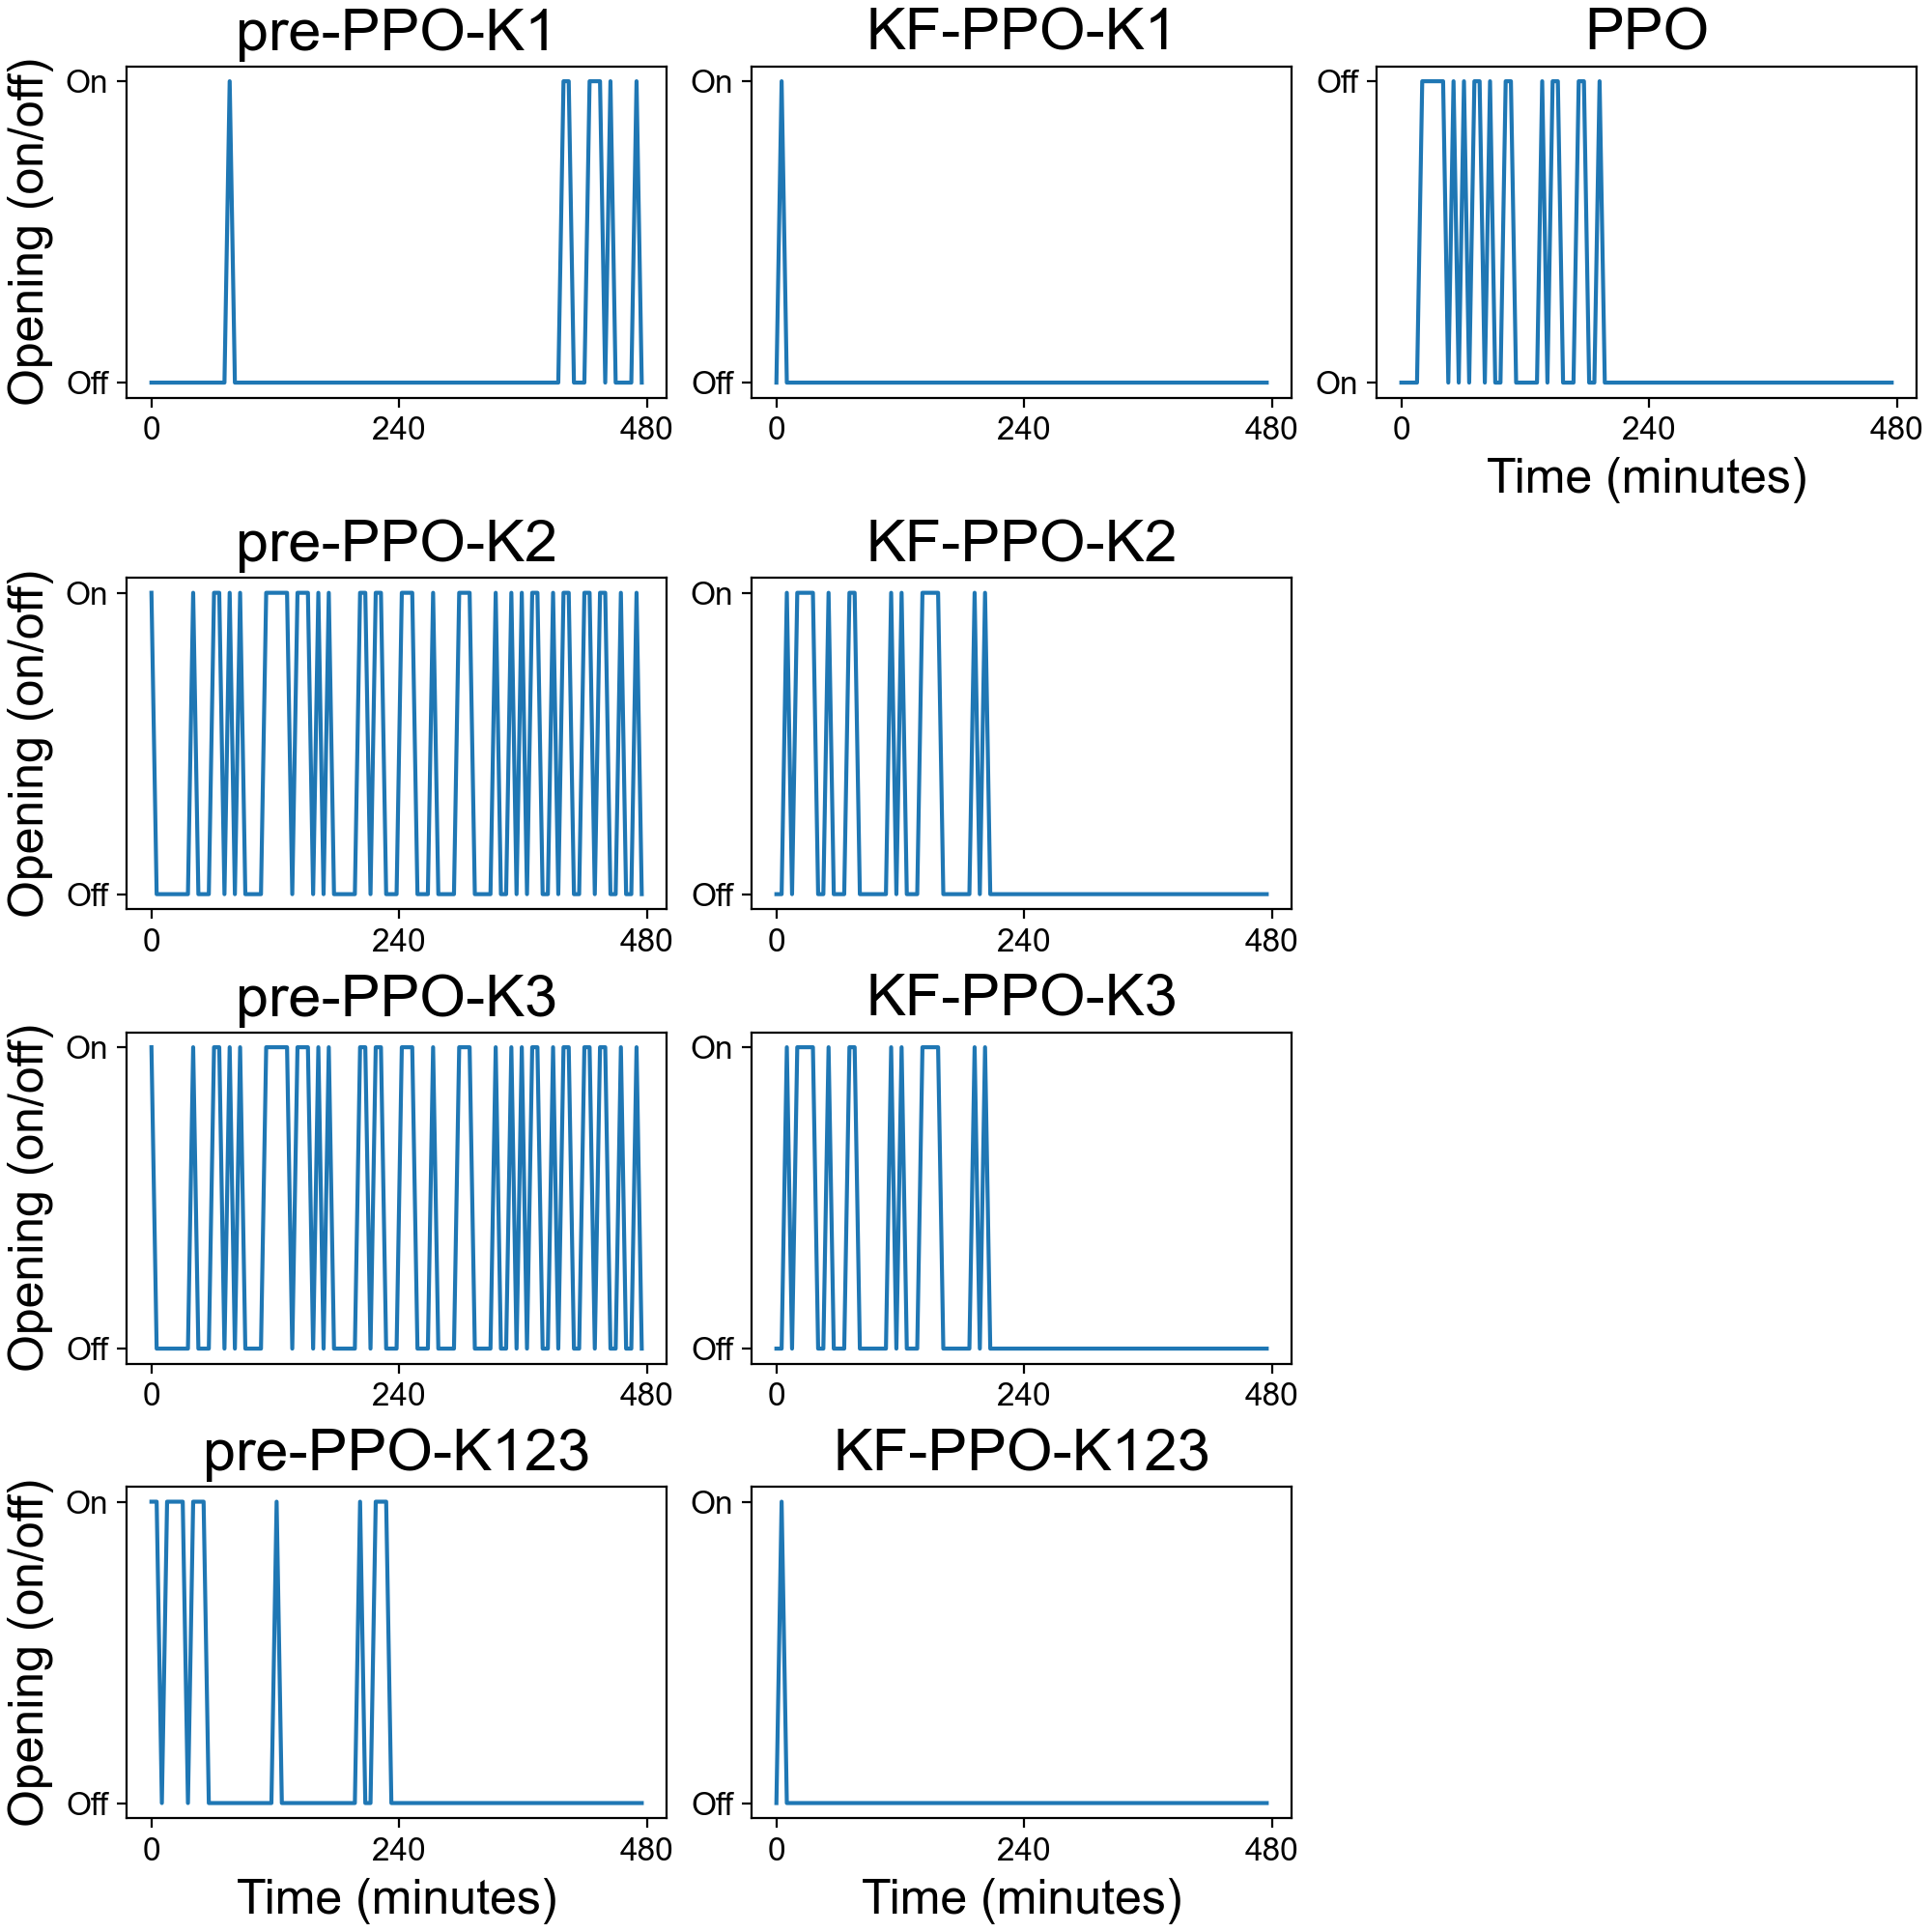 pre-PPO-K1
KF-PPO-K1
PPO
Opening (on/off)
On
Off
0
240
480
On
Off
0
240
480
Off
On
0
240
480
Time (minutes)
pre-PPO-K2
KF-PPO-K2
Opening (on/off)
On
Off
0
240
480
On
Off
0
240
480
pre-PPO-K3
KF-PPO-K3
Opening (on/off)
On
Off
0
240
480
On
Off
0
240
480
pre-PPO-K123
KF-PPO-K123
Opening (on/off)
On
Off
0
240
480
Time (minutes)
On
Off
0
240
480
Time (minutes)